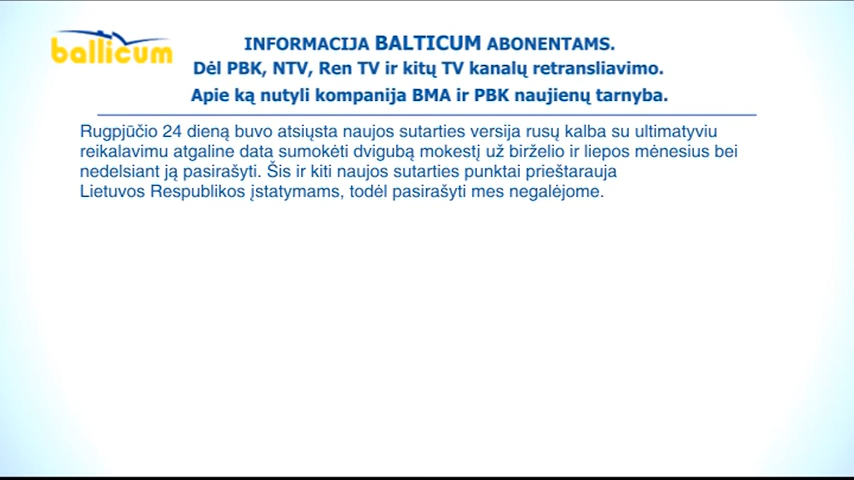 balticum
INFORMACIJA BALTICUM ABONENTAMS.
Dėl PBK, NTV, Ren TV ir kitų TV kanalų retransliavimo.
Apie ką nutyli kompanija BMA ir PBK naujienų tarnyba.
Rugpjūčio 24 dieną buvo atsiųsta naujos sutarties versija rusų kalba su ultimatyviu
reikalavimu atgaline data sumokėti dvigubą mokestį už birželio ir liepos mėnesius bei
nedelsiant ją pasirašyti. Šis ir kiti naujos sutarties punktai prieštarauja
Lietuvos Respublikos įstatymams, todėl pasirašyti mes negalėjome.